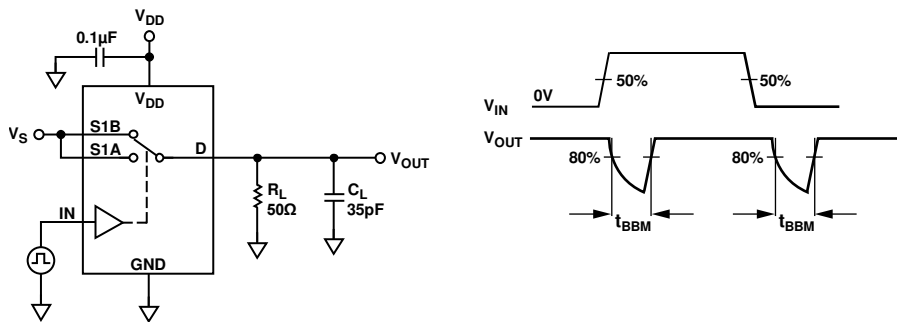 VDD
0.1µF
VDD
VS
S1B
S1A
D
VOUT
RL
50Ω
CL
35pF
IN
GND
VIN
0V
50%
50%
VOUT
80%
80%
tBBM
tBBM